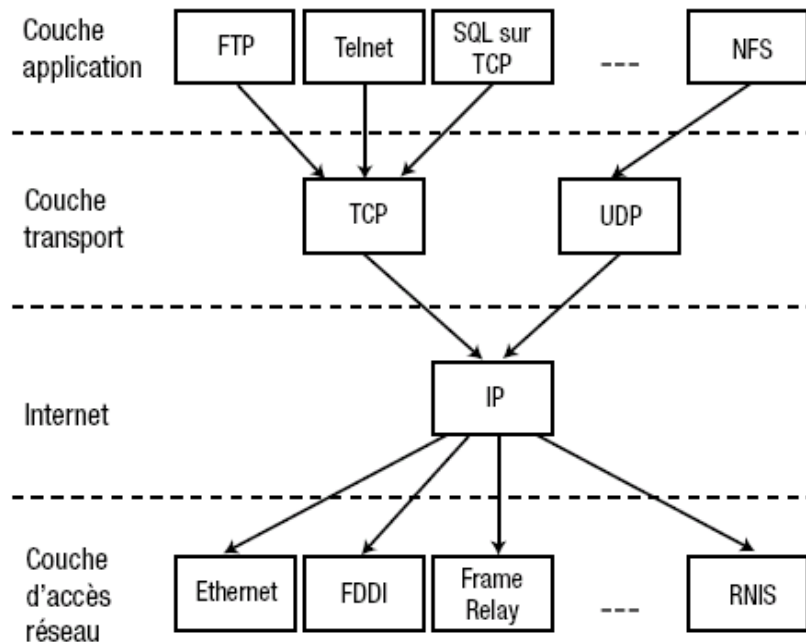 Couche
application
FTP
Telnet
SQL sur
TCP
---
NFS
Couche
transport
TCP
UDP
Internet
IP
Couche
d'accès
réseau
Ethernet
FDDI
Frame
Relay
---
RNIS